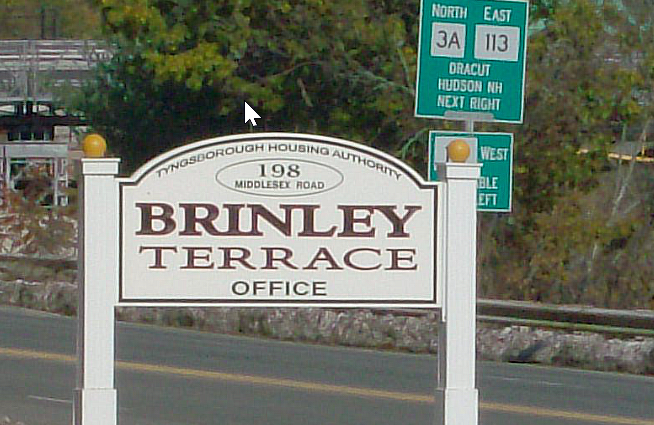 NORTH EAST
3A 113
DRACUT
HUDSON NH
NEXT RIGHT
WEST
TYNGSBOROUGH HOUSING AUTHORITY
198
MIDDLESEX ROAD
BRINLEY
TERRACE
OFFICE